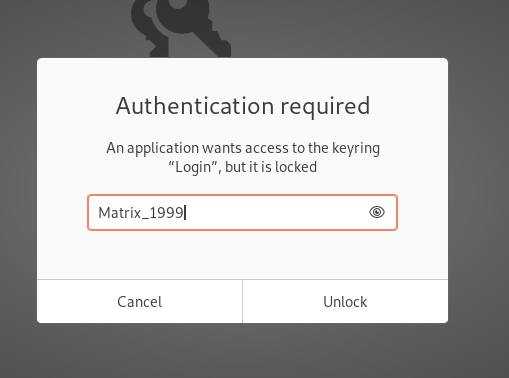 Authentication required
An application wants access to the keyring
“Login”, but it is locked
Matrix_1999
Cancel
Unlock